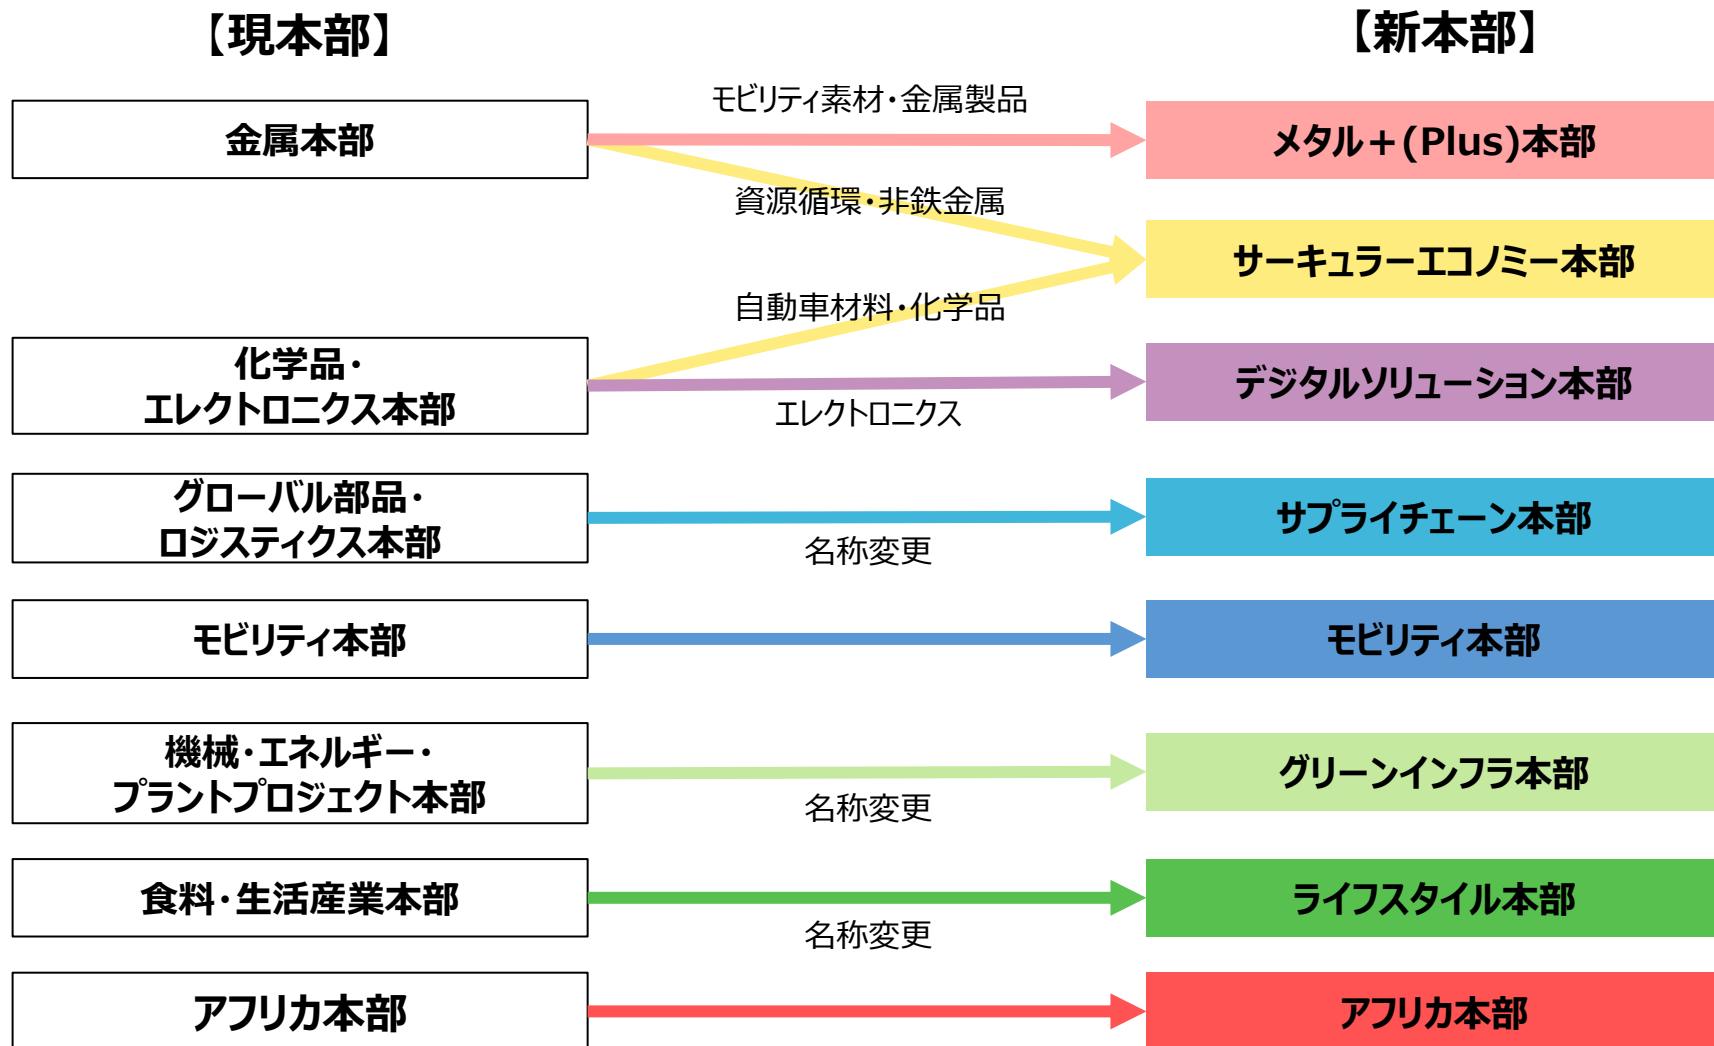 【現本部】
【新本部】
金属本部
モビリティ素材・金属製品
メタル+(Plus)本部
資源循環・非鉄金属
サーキュラーエコノミー本部
自動車材料・化学品
化学品・
エレクトロニクス本部
エレクトロニクス
デジタルソリューション本部
グローバル部品・
ロジスティクス本部
名称変更
サプライチェーン本部
モビリティ本部
モビリティ本部
機械・エネルギー・
プラントプロジェクト本部
名称変更
グリーンインフラ本部
食料・生活産業本部
名称変更
ライフスタイル本部
アフリカ本部
アフリカ本部